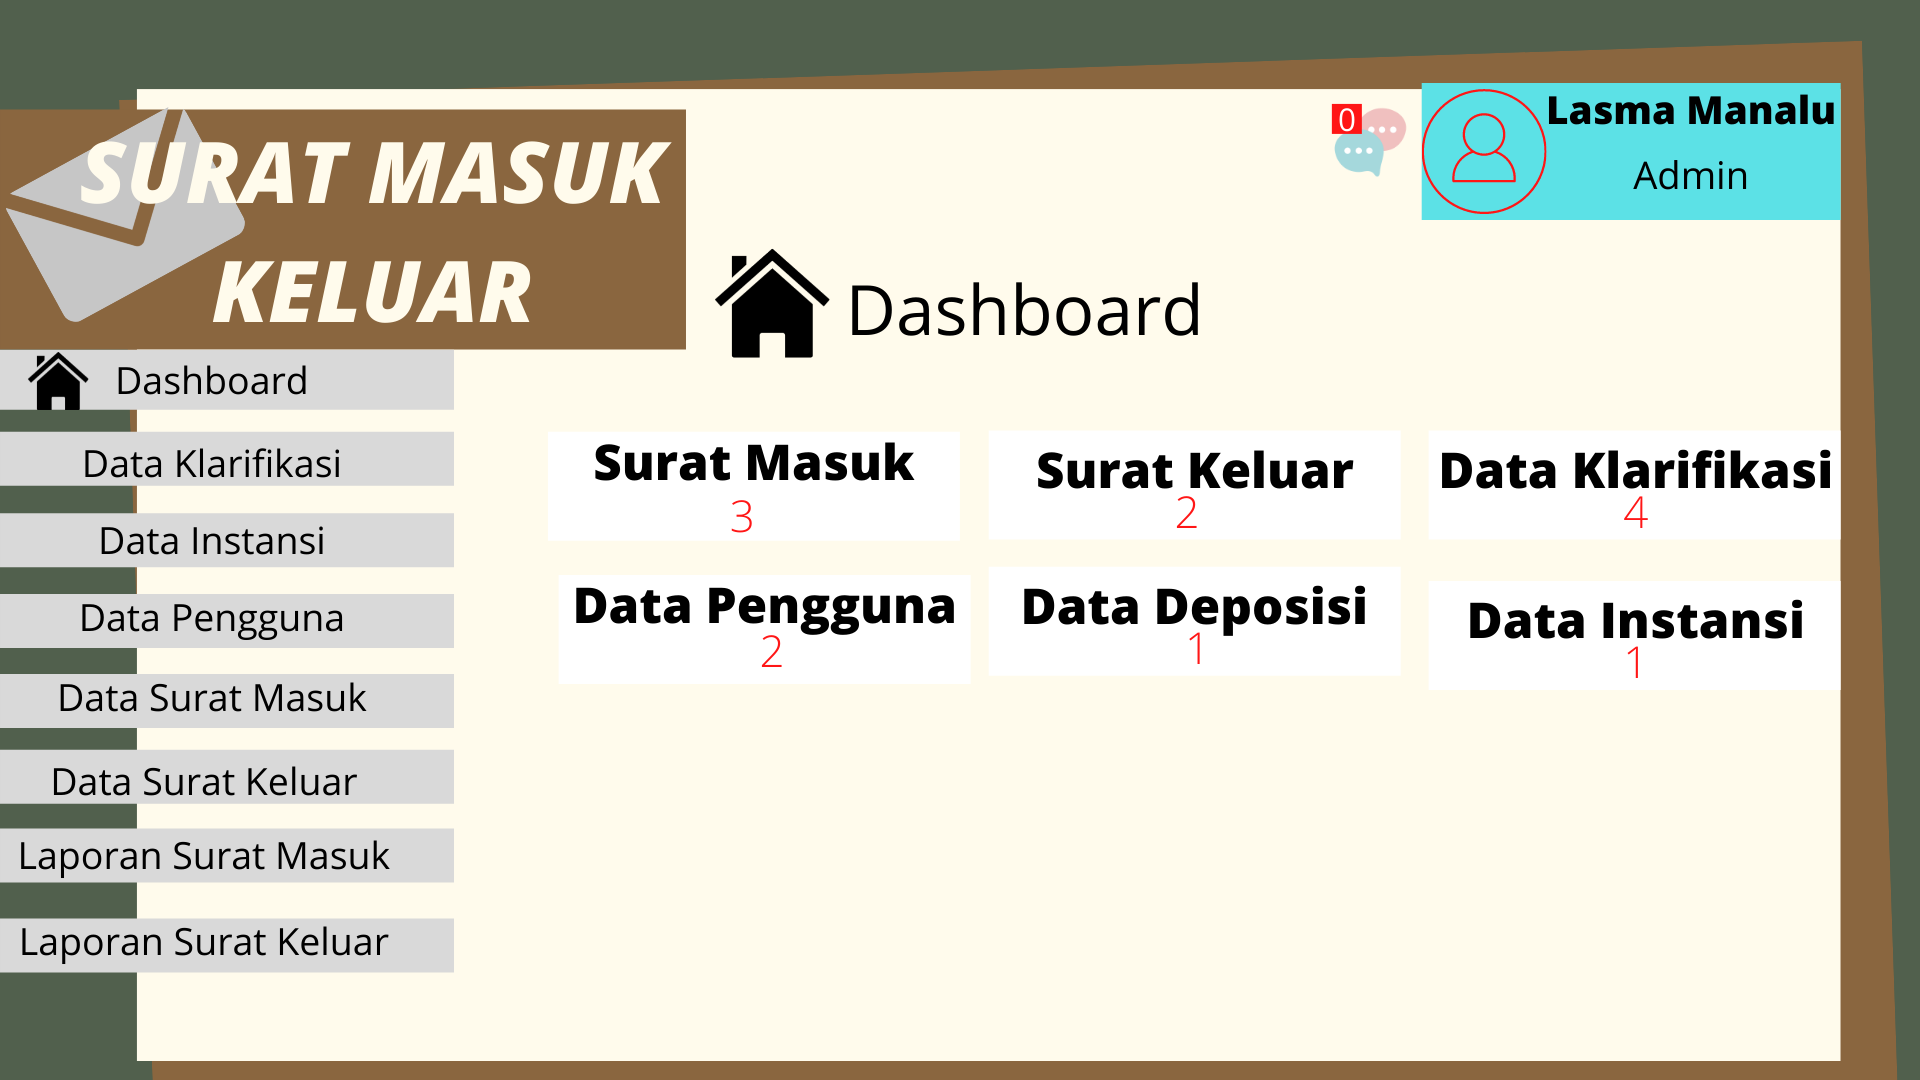 SURAT MASUK
KELUAR
0
Lasma Manalu
Admin
Dashboard
Dashboard
Data Klarifikasi
Data Instansi
Data Pengguna
Data Surat Masuk
Data Surat Keluar
Laporan Surat Masuk
Laporan Surat Keluar
Surat Masuk
3
Surat Keluar
2
Data Klarifikasi
4
Data Pengguna
2
Data Deposisi
1
Data Instansi
1